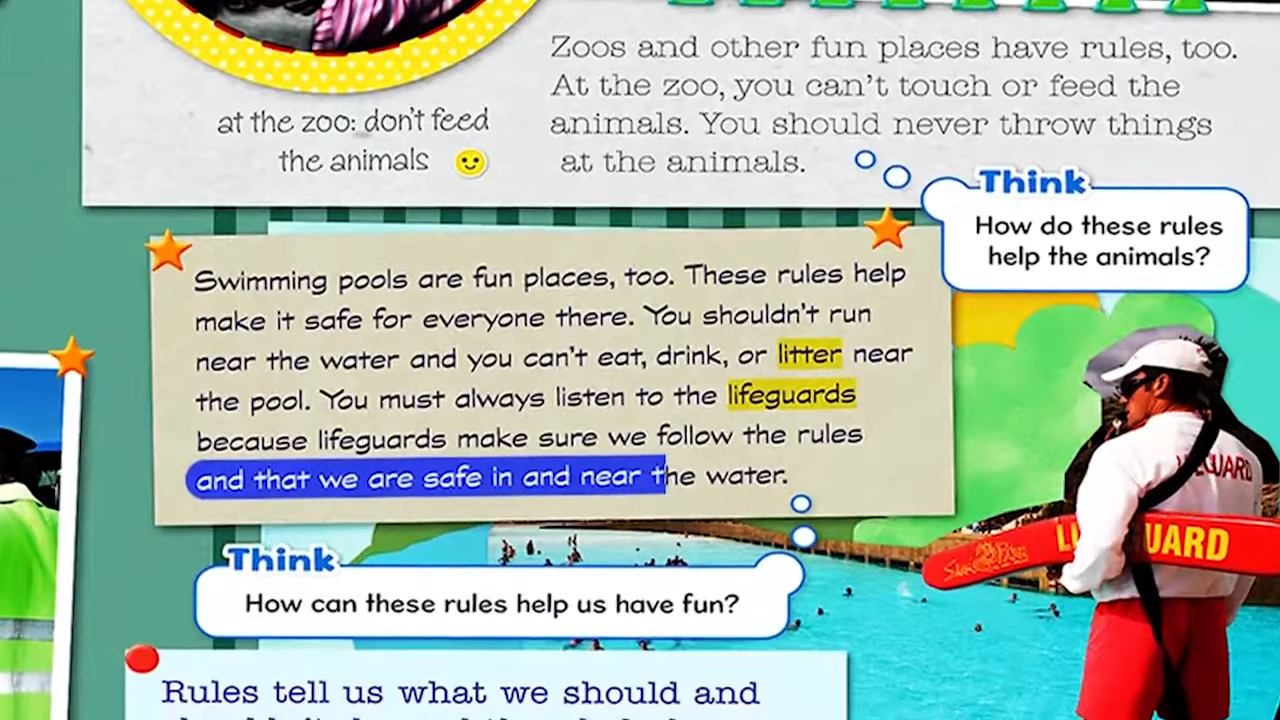 Zoos and other fun places have rules, too.
At the zoo, you can't touch or feed the
animals. You should never throw things
at the animals.
at the zoo: don't feed
the animals
Think
How do these rules
help the animals?
Swimming pools are fun places, too. These rules help
make it safe for everyone there. You shouldn't run
near the water and you can't eat, drink, or litter near
the pool. You must always listen to the lifeguards
because lifeguards make sure we follow the rules
and that we are safe in and near the water.
Think
How can these rules help us have fun?
GUARD
UARD
Rules tell us what we should and